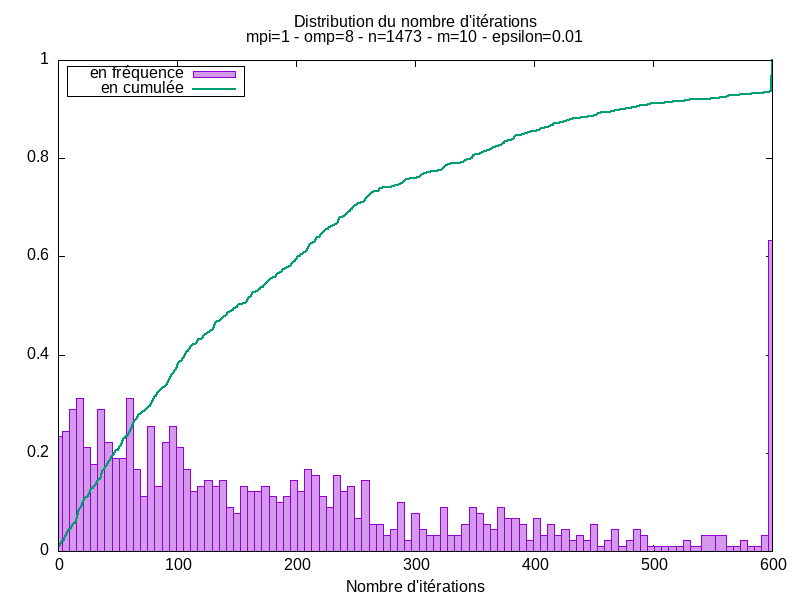 Distribution du nombre d'itérations
mpi=1 - omp=8 - n=1473 - m=10 - epsilon=0.01
1
en fréquence
en cumulée
0.8
0.6
0.4
0.2
0
0 100 200 300 400 500 600
Nombre d'itérations